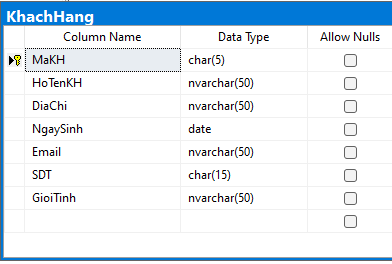 KhachHang
Column Name Data Type Allow Nulls
MaKH char(5)
HoTenKH nvarchar(50)
DiaChi nvarchar(50)
NgaySinh date
Email nvarchar(50)
SDT char(15)
GioiTinh nvarchar(50)